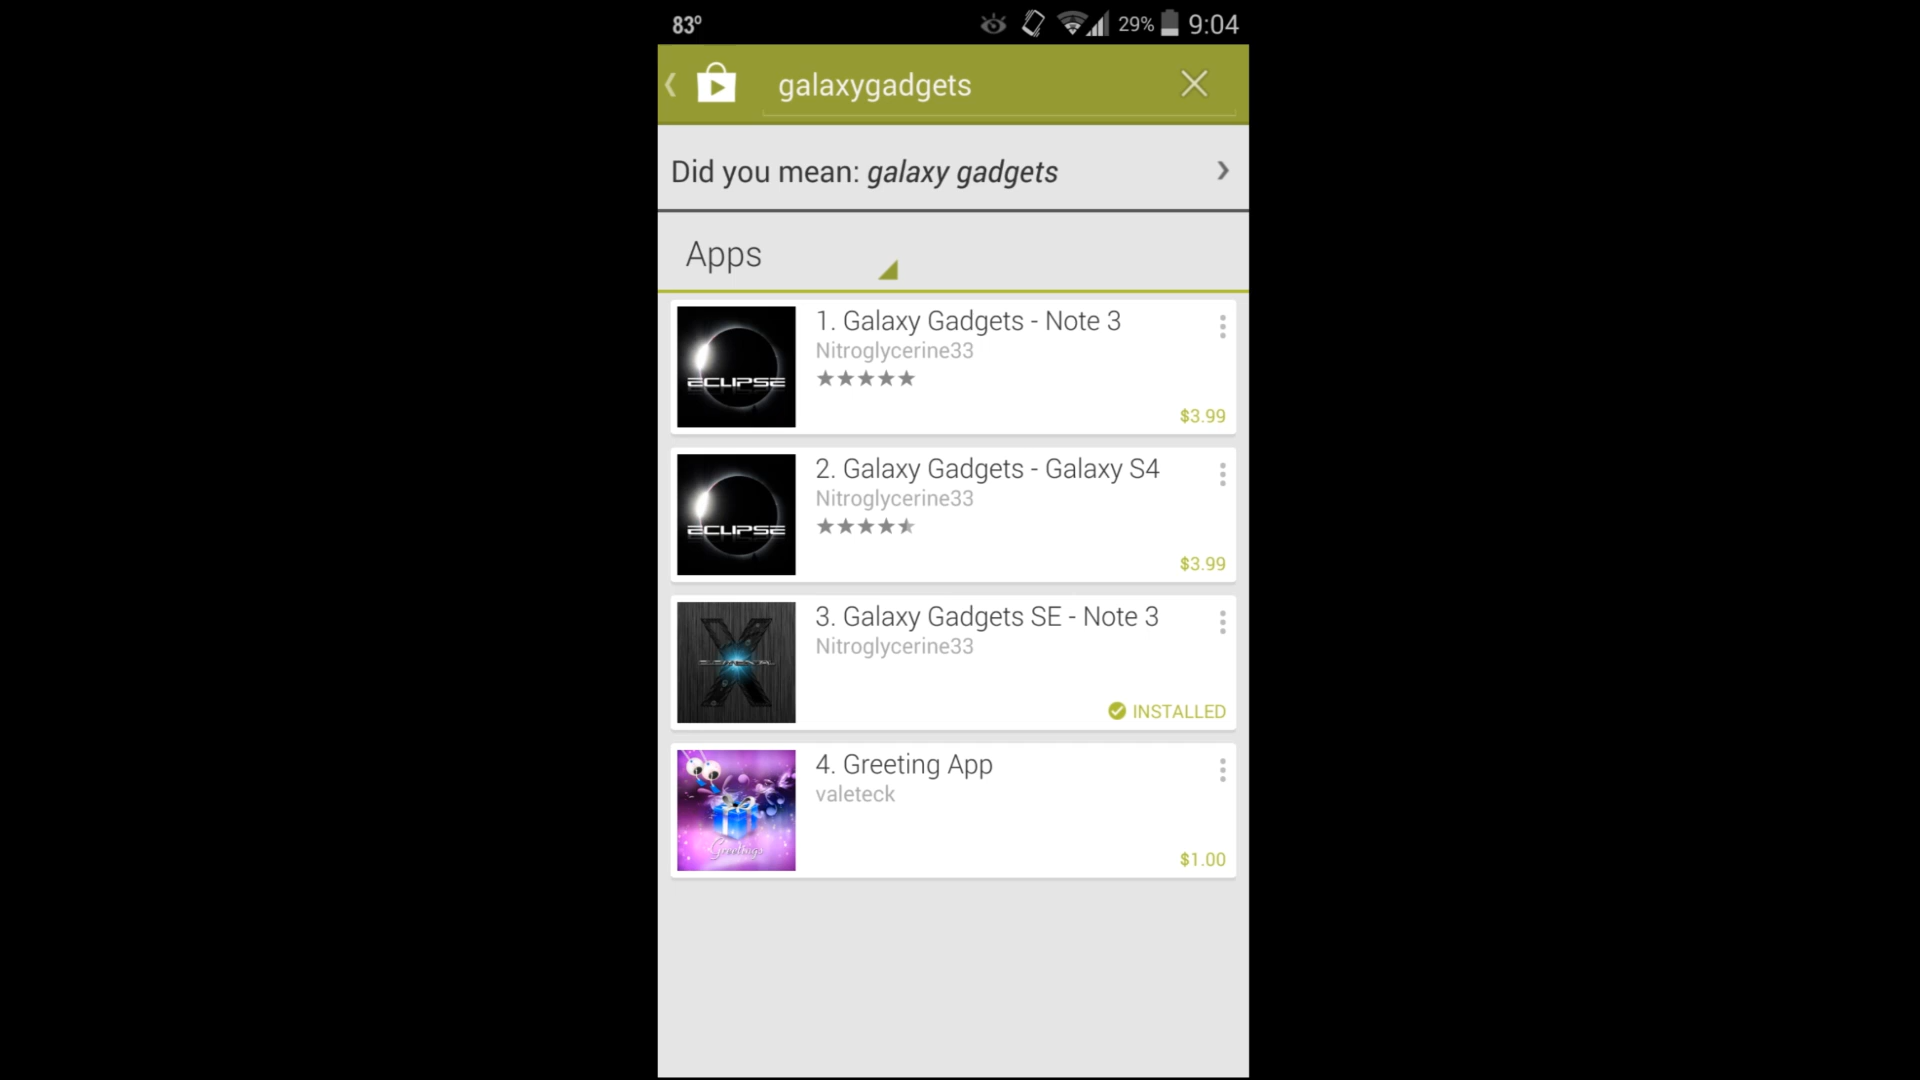 83º 29% 9:04
galaxygadgets
Did you mean: galaxy gadgets
Apps
ECLIPSE
1. Galaxy Gadgets - Note 3
Nitroglycerine33
$3.99
ECLIPSE
2. Galaxy Gadgets - Galaxy S4
Nitroglycerine33
$3.99
3. Galaxy Gadgets SE - Note 3
Nitroglycerine33
INSTALLED
Greetings
4. Greeting App
valeteck
$1.00